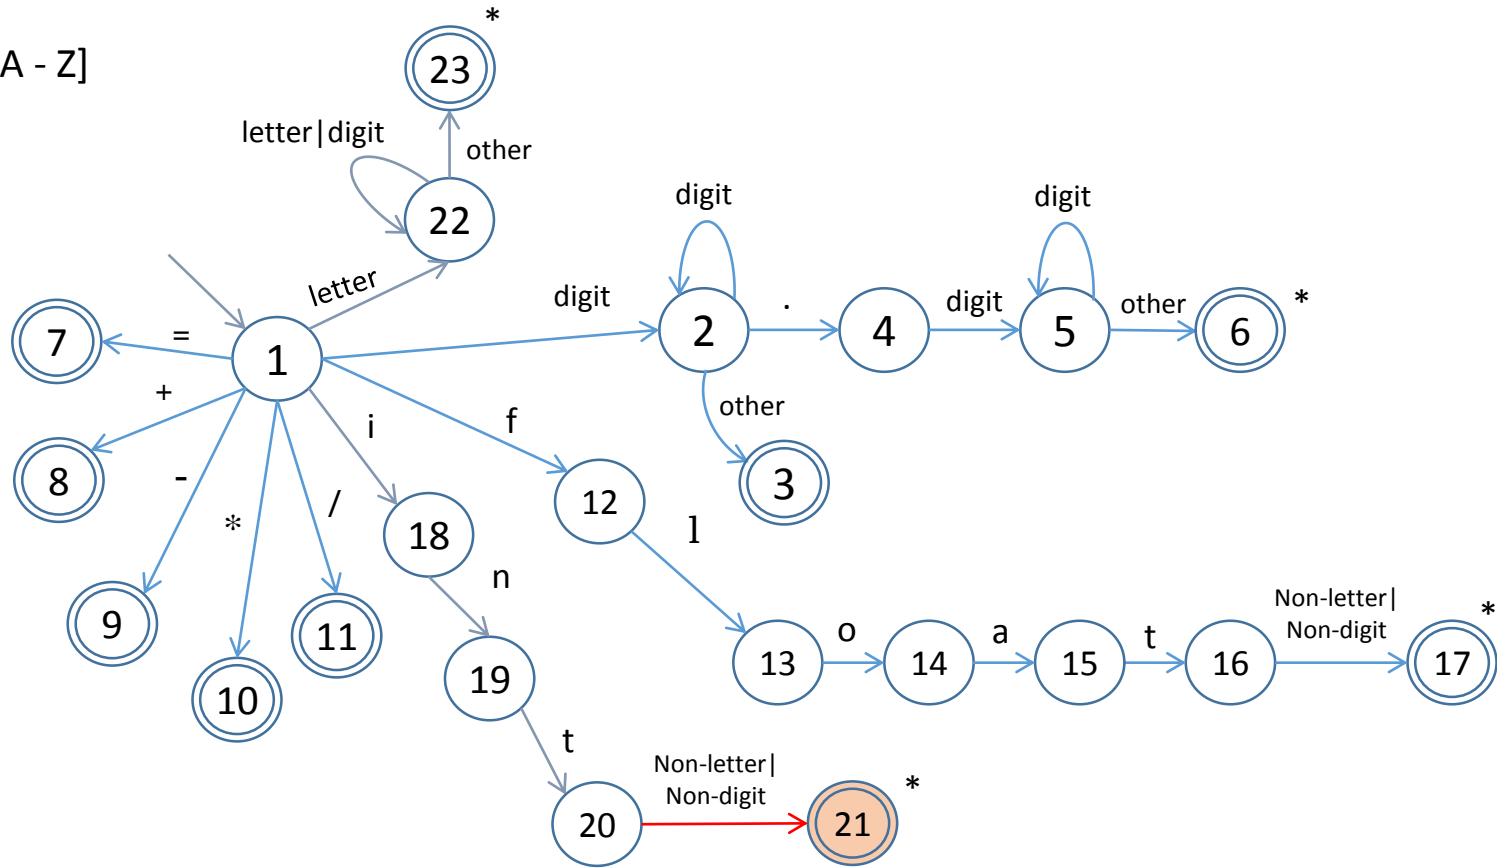 *
23
A - Z]
letter|digit
other
22
digit
digit
letter
digit
.
digit
other
*
7
=
1
2
4
5
6
+
other
i
f
8
-
3
*
/
12
18
l
n
9
11
Non-letter|
Non-digit
*
10
19
13
o
14
a
15
t
16
17
t
Non-letter|
Non-digit
*
20
21